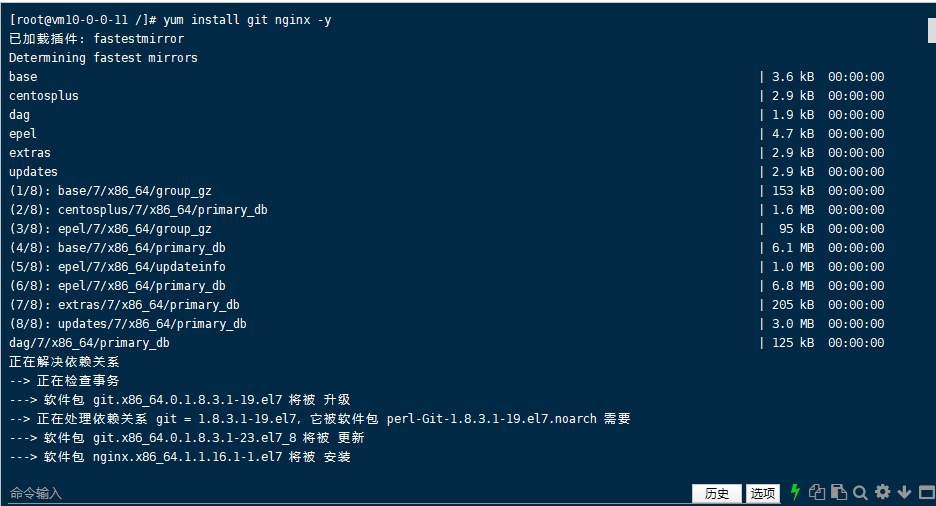 [root@vm10-0-0-11 /]# yum install git nginx -y
已加载插件: fastestmirror
Determining fastest mirrors
base | 3.6 kB 00:00:00
centosplus | 2.9 kB 00:00:00
dag | 1.9 kB 00:00:00
epel | 4.7 kB 00:00:00
extras | 2.9 kB 00:00:00
updates | 2.9 kB 00:00:00
(1/8): base/7/x86_64/group_gz | 153 kB 00:00:00
(2/8): centosplus/7/x86_64/primary_db | 1.6 MB 00:00:00
(3/8): epel/7/x86_64/group_gz | 95 kB 00:00:00
(4/8): base/7/x86_64/primary_db | 6.1 MB 00:00:00
(5/8): epel/7/x86_64/updateinfo | 1.0 MB 00:00:00
(6/8): epel/7/x86_64/primary_db | 6.8 MB 00:00:00
(7/8): extras/7/x86_64/primary_db | 205 kB 00:00:00
(8/8): updates/7/x86_64/primary_db | 3.0 MB 00:00:00
dag/7/x86_64/primary_db | 125 kB 00:00:00
正在解决依赖关系
--> 正在检查事务
---> 软件包 git.x86_64.0.1.8.3.1-19.el7 将被 升级
--> 正在处理依赖关系 git = 1.8.3.1-19.el7，它被软件包 perl-Git-1.8.3.1-19.el7.noarch 需要
---> 软件包 git.x86_64.0.1.8.3.1-23.el7_8 将被 更新
---> 软件包 nginx.x86_64.1.1.16.1-1.el7 将被 安装
命令输入 历史 选项